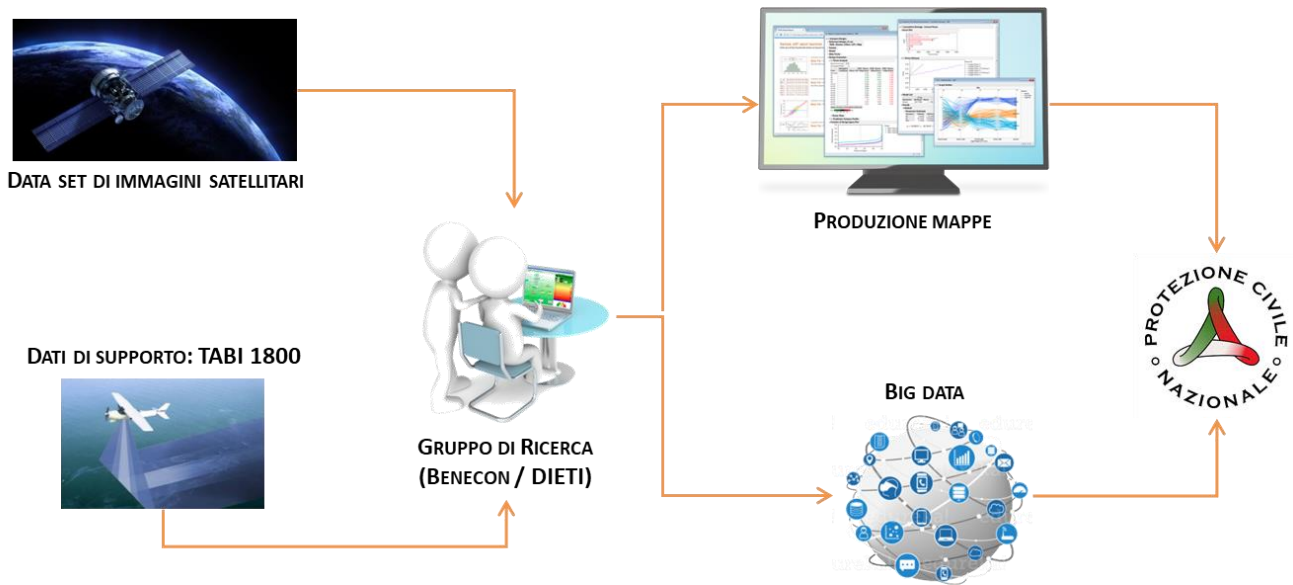 DATA SET DI IMMAGINI SATELLITARI
PRODUZIONE MAPPE
DATI DI SUPPORTO: TABI 1800
GRUPPO DI RICERCA
(BENECON / DIETI)
BIG DATA
PROTEZIONE CIVILE
NAZIONALE